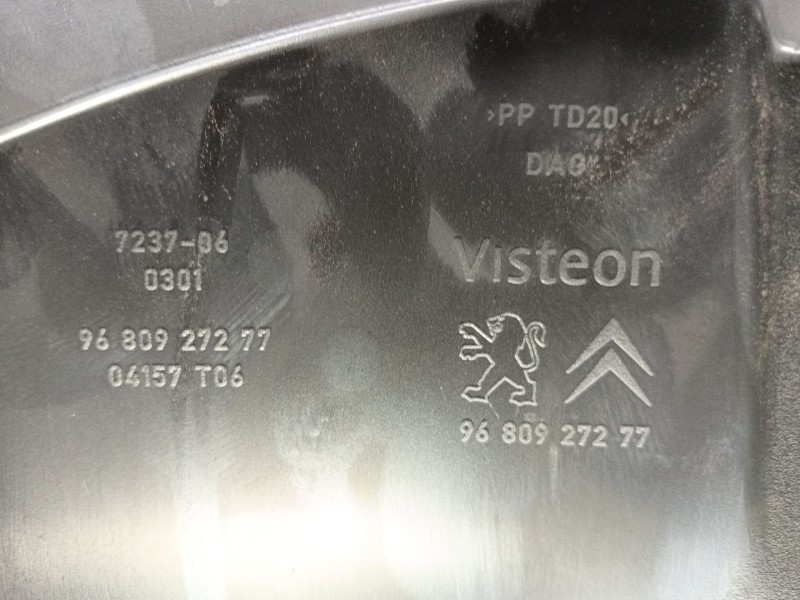 >PP TD20<
DAG
7237-06
0301
Visteon
96 809 272 77
04157 T06
96 809 272 77